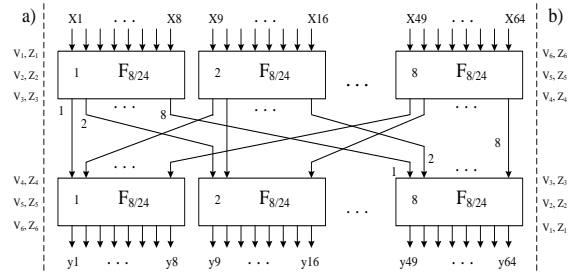 a) X1 . . . X8 X9 . . . X16 X49 . . . X64 b)
V1, Z1 V6, Z6
V2, Z2 1 F8/24 2 F8/24 . . . 8 F8/24 V5, Z5
V3, Z3 V4, Z4
1 . . . 8 . . . . . .
2
8
2
. . . 1 . . .
V4, Z4 V3, Z3
V5, Z5 1 F8/24 2 F8/24 . . . 8 F8/24 V2, Z2
V6, Z6 V1, Z1
y1 . . . y8 y9 . . . y16 y49 . . . y64